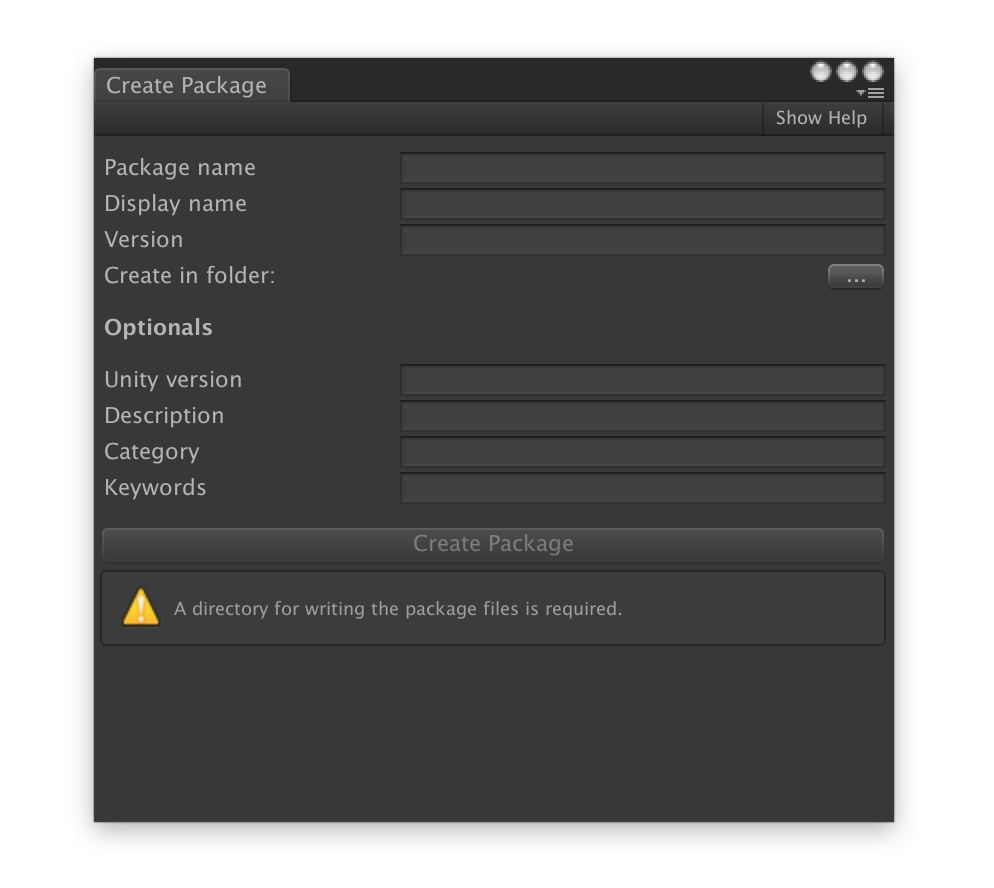 Create Package
Show Help
Package name
Display name
Version
Create in folder:
...
Optionals
Unity version
Description
Category
Keywords
Create Package
A directory for writing the package files is required.